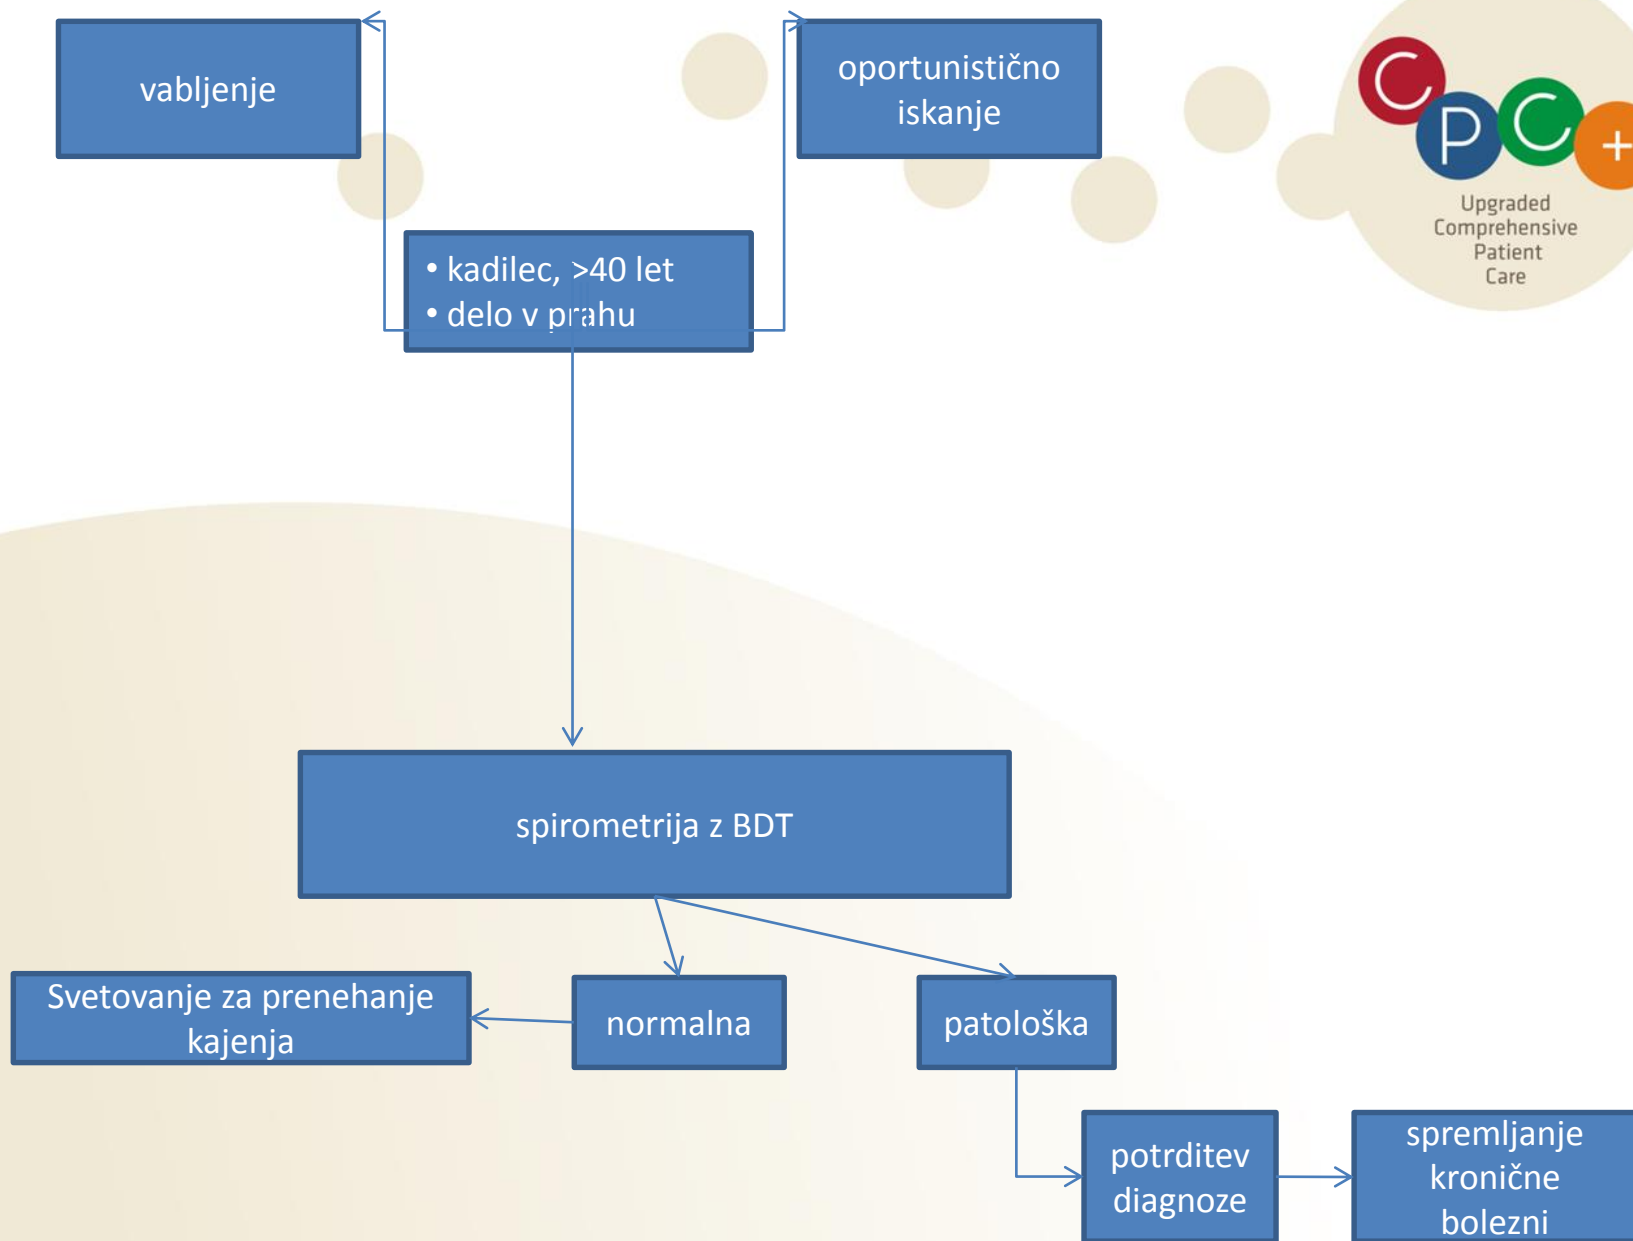 vabljenje
oportunistično
iskanje
C
P
C
+
Upgraded
Comprehensive
Patient
Care
• kadilec, >40 let
• delo v prahu
spirometrija z BDT
Svetovanje za prenehanje
kajenja
normalna
patološka
potrditev
diagnoze
spremljanje
kronične
bolezni